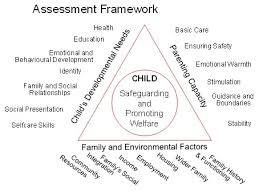 Assessment Framework
Health
Education
Emotional and
Behavioural Development
Identity
Family and Social
Relationships
Social Presentation
Selfcare Skills
Child's Developmental Needs
CHILD
Safeguarding
and
Promoting
Welfare
Parenting Capacity
Basic Care
Ensuring Safety
Emotional Warmth
Stimulation
Guidance and
Boundaries
Stability
Family and Environmental Factors
Community
Resources
Family's Social
Integration
Income
Employment
Housing
Wider Family
Family History
& Functioning